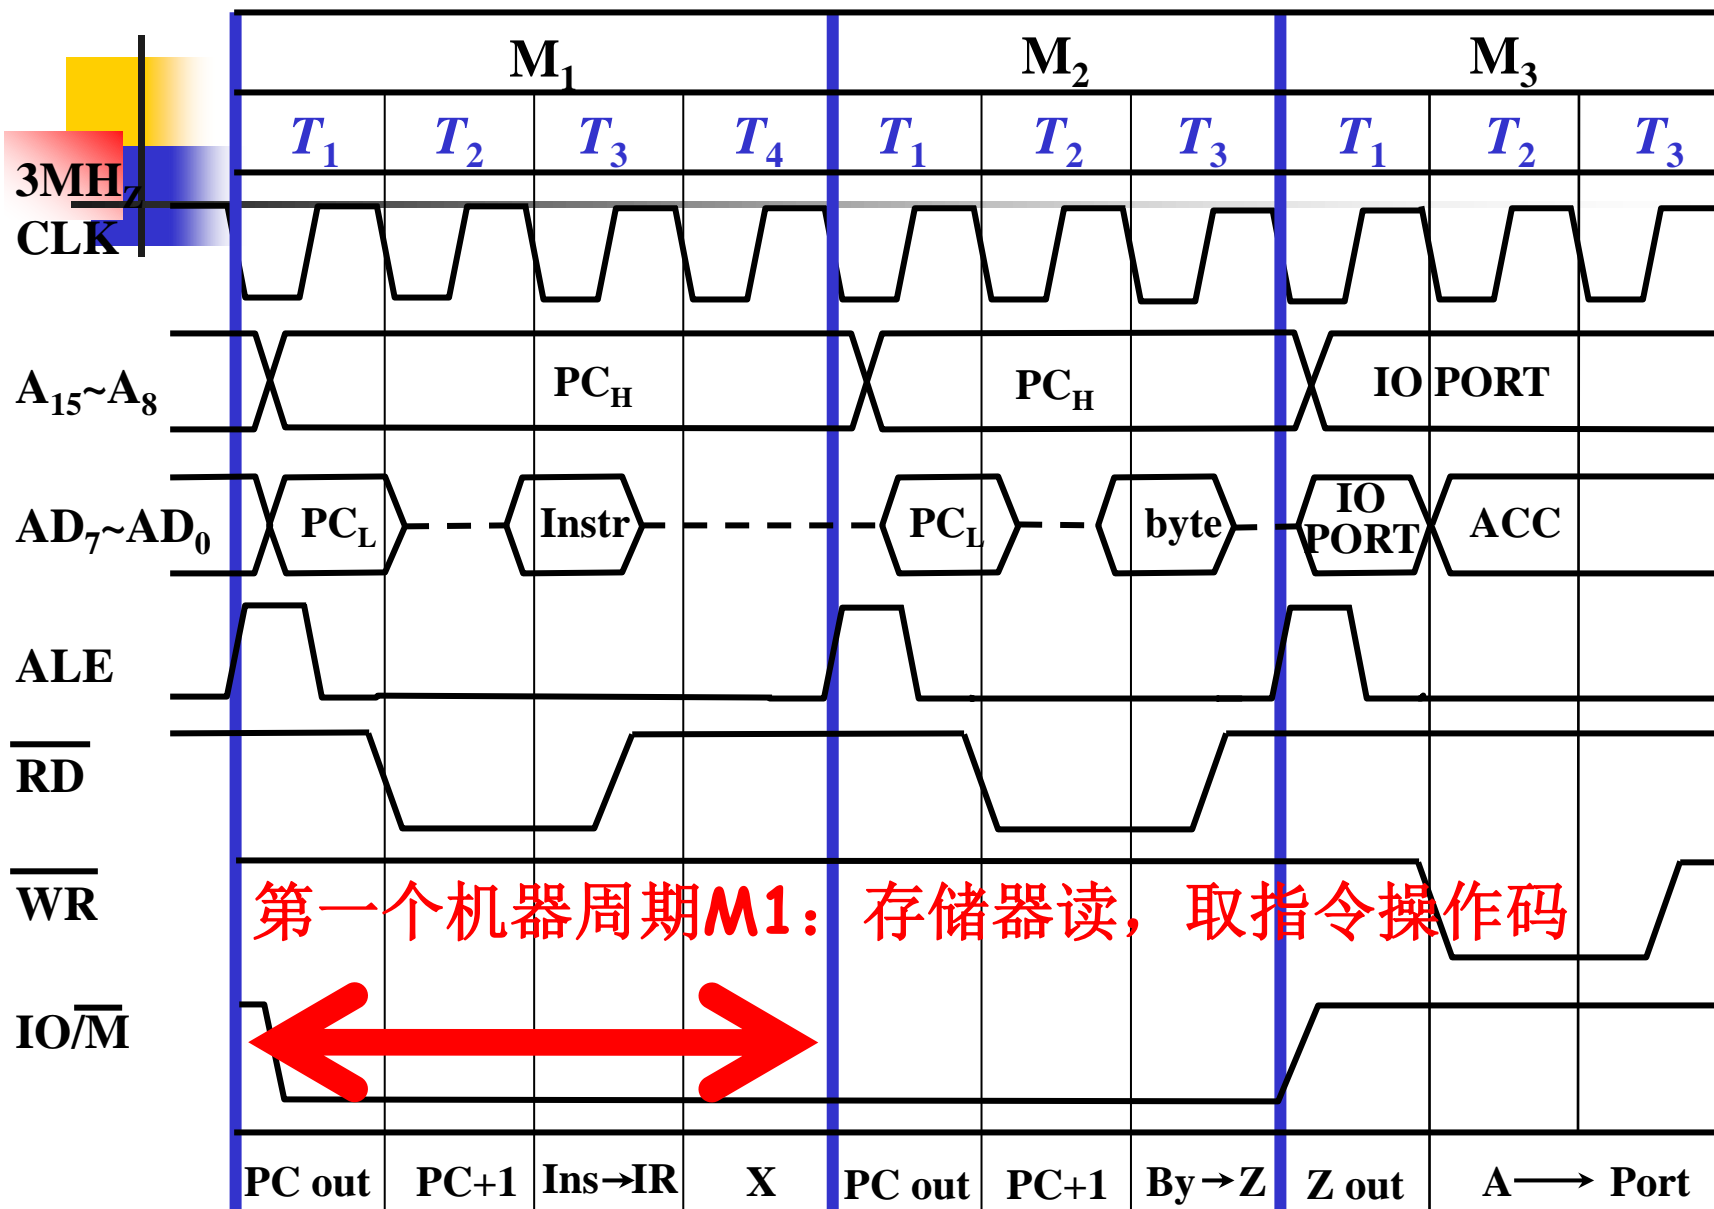 M1 M2 M3
T1 T2 T3 T4 T1 T2 T3 T1 T2 T3
3MHZ
CLK
A15~A8 PCH PCH IO PORT
AD7~AD0 PCL Instr PCL byte IO PORT ACC
ALE
RD
WR
第一个机器周期M1：存储器读，取指令操作码
IO/M
PC out PC+1 Ins→IR X PC out PC+1 By→Z Z out A→Port